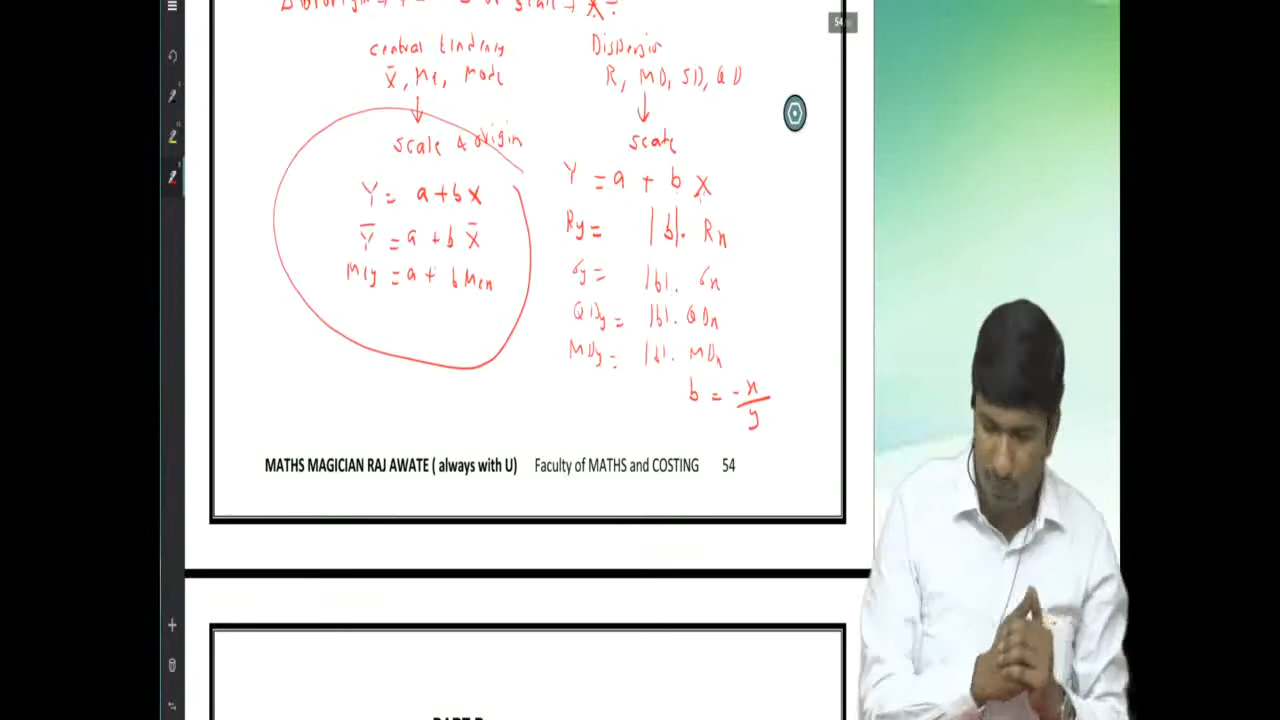 54
central tendency
X̄, Me, Mode
scale & origin
Y = a + b X
Ȳ = a + b X̄
Mey = a + b Mex
Dispersion
R, MD, SD, QD
scale
Y = a + b X
Ry = |b|. Rx
σy = |b|. σx
QDy = |b|. QDx
MDy = |b|. MDx
b = -x/y
MATHS MAGICIAN RAJ AWATE ( always with U) Faculty of MATHS and COSTING 54